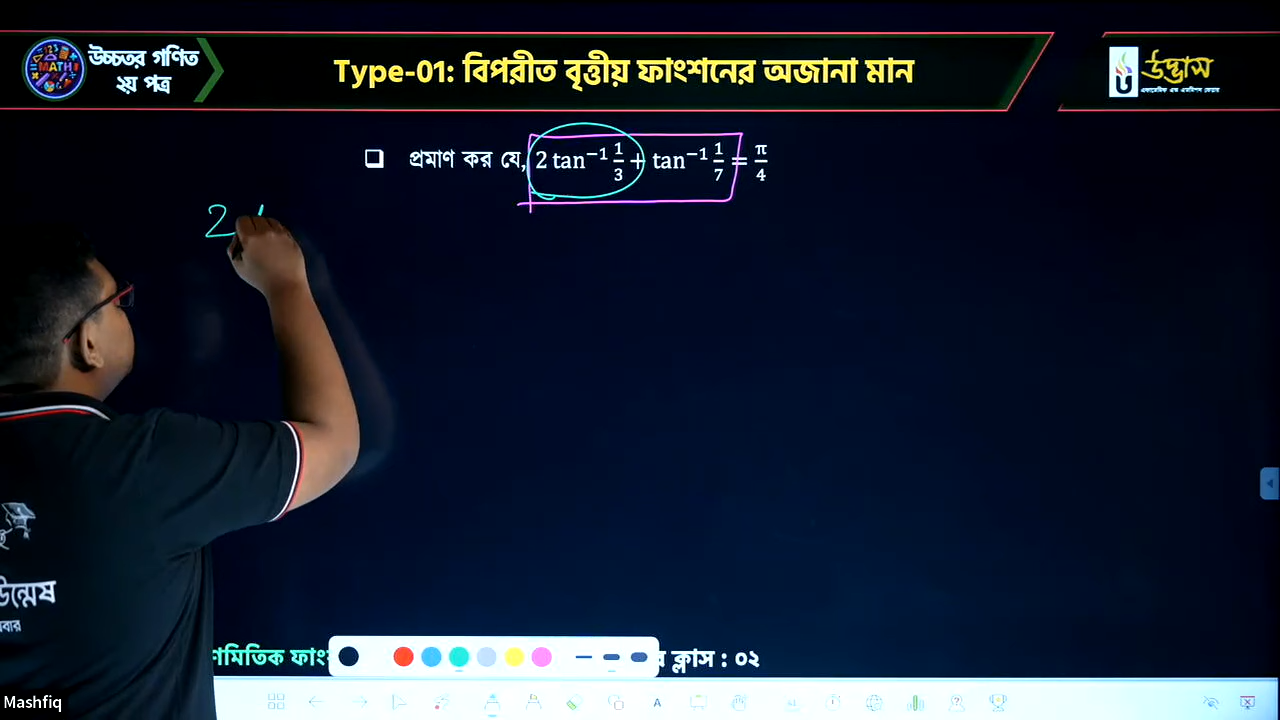 উচ্চতর গণিত
২য় পত্র
Type-01: বিপরীত বৃত্তীয় ফাংশনের অজানা মান
উদ্ভাস
❑ প্রমাণ কর যে, 2 tan⁻¹ 1/3 + tan⁻¹ 1/7 = π/4
2
উন্মেষ
ক্লাস : ০২
Mashfiq